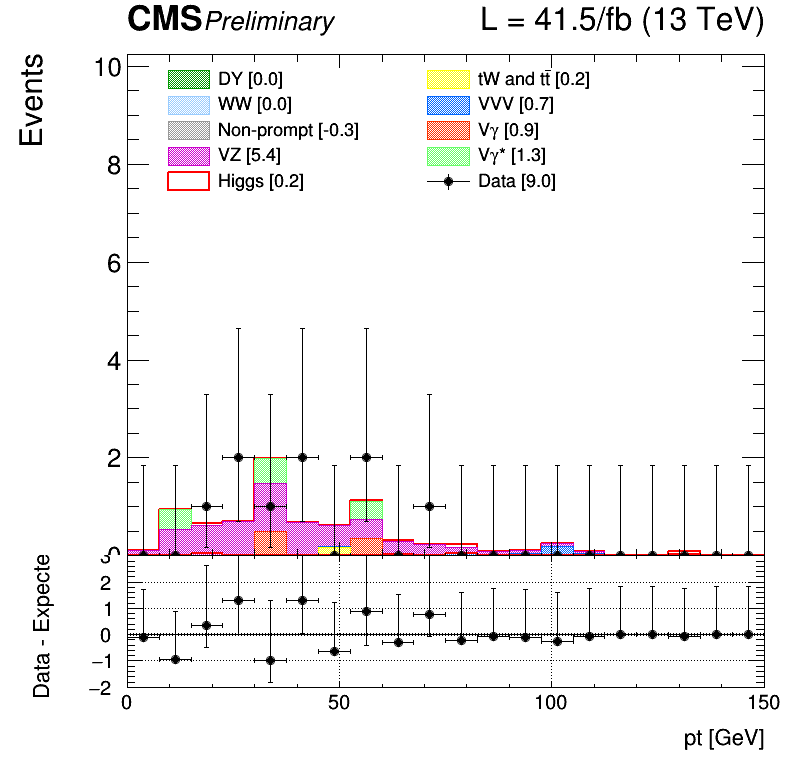 CMS Preliminary L = 41.5/fb (13 TeV)
Events
10
8
6
4
2
0
DY [0.0]
WW [0.0]
Non-prompt [-0.3]
VZ [5.4]
Higgs [0.2]
tW and tt̄ [0.2]
VVV [0.7]
Vγ [0.9]
Vγ* [1.3]
Data [9.0]
Data - Expecte
3
2
1
0
−1
−2
0 50 100 150
pt [GeV]